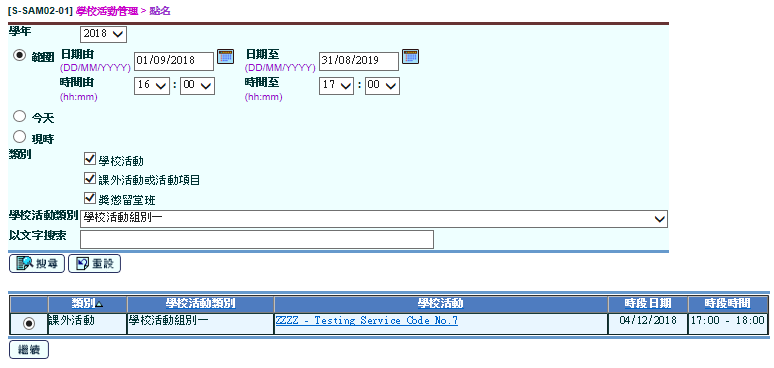 [S-SAM02-01] 學校活動管理 > 點名
學年 2018
範圍 日期由 (DD/MM/YYYY) 01/09/2018 日期至 (DD/MM/YYYY) 31/08/2019
時間由 (hh:mm) 16 : 00 時間至 (hh:mm) 17 : 00
今天
現時
類別
學校活動
課外活動或活動項目
獎懲留堂班
學校活動類別 學校活動組別一
以文字搜索
搜尋 重設
類別 學校活動類別 學校活動 時段日期 時段時間
課外活動 學校活動組別一 ZZZZ - Testing Service Code No.7 04/12/2018 17:00 - 18:00
繼續